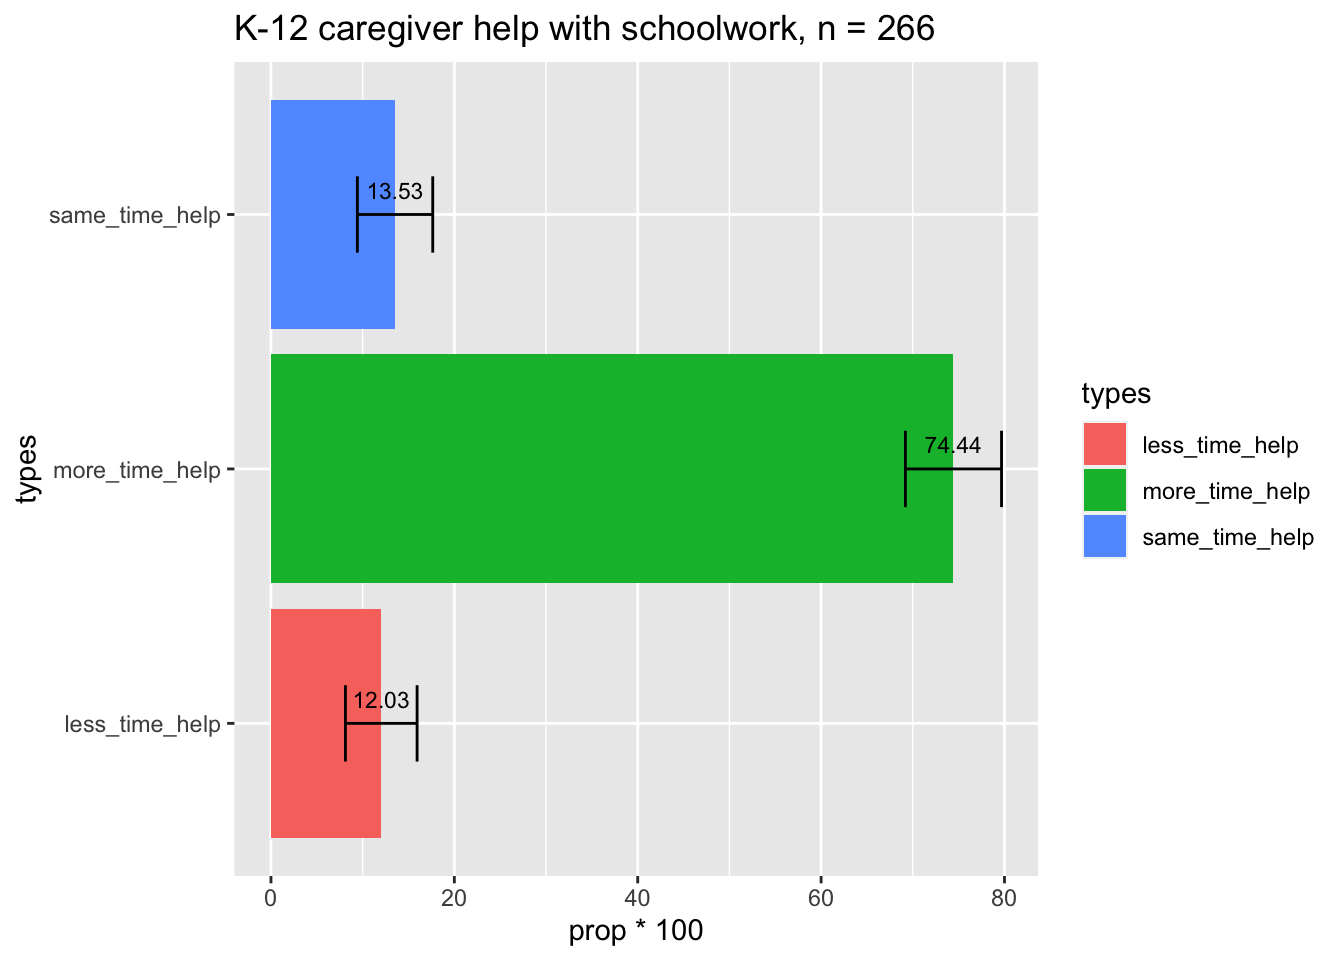 K-12 caregiver help with schoolwork, n = 266
same_time_help
13.53
more_time_help
74.44
less_time_help
12.03
types
0 20 40 60 80
prop * 100
types
less_time_help
more_time_help
same_time_help